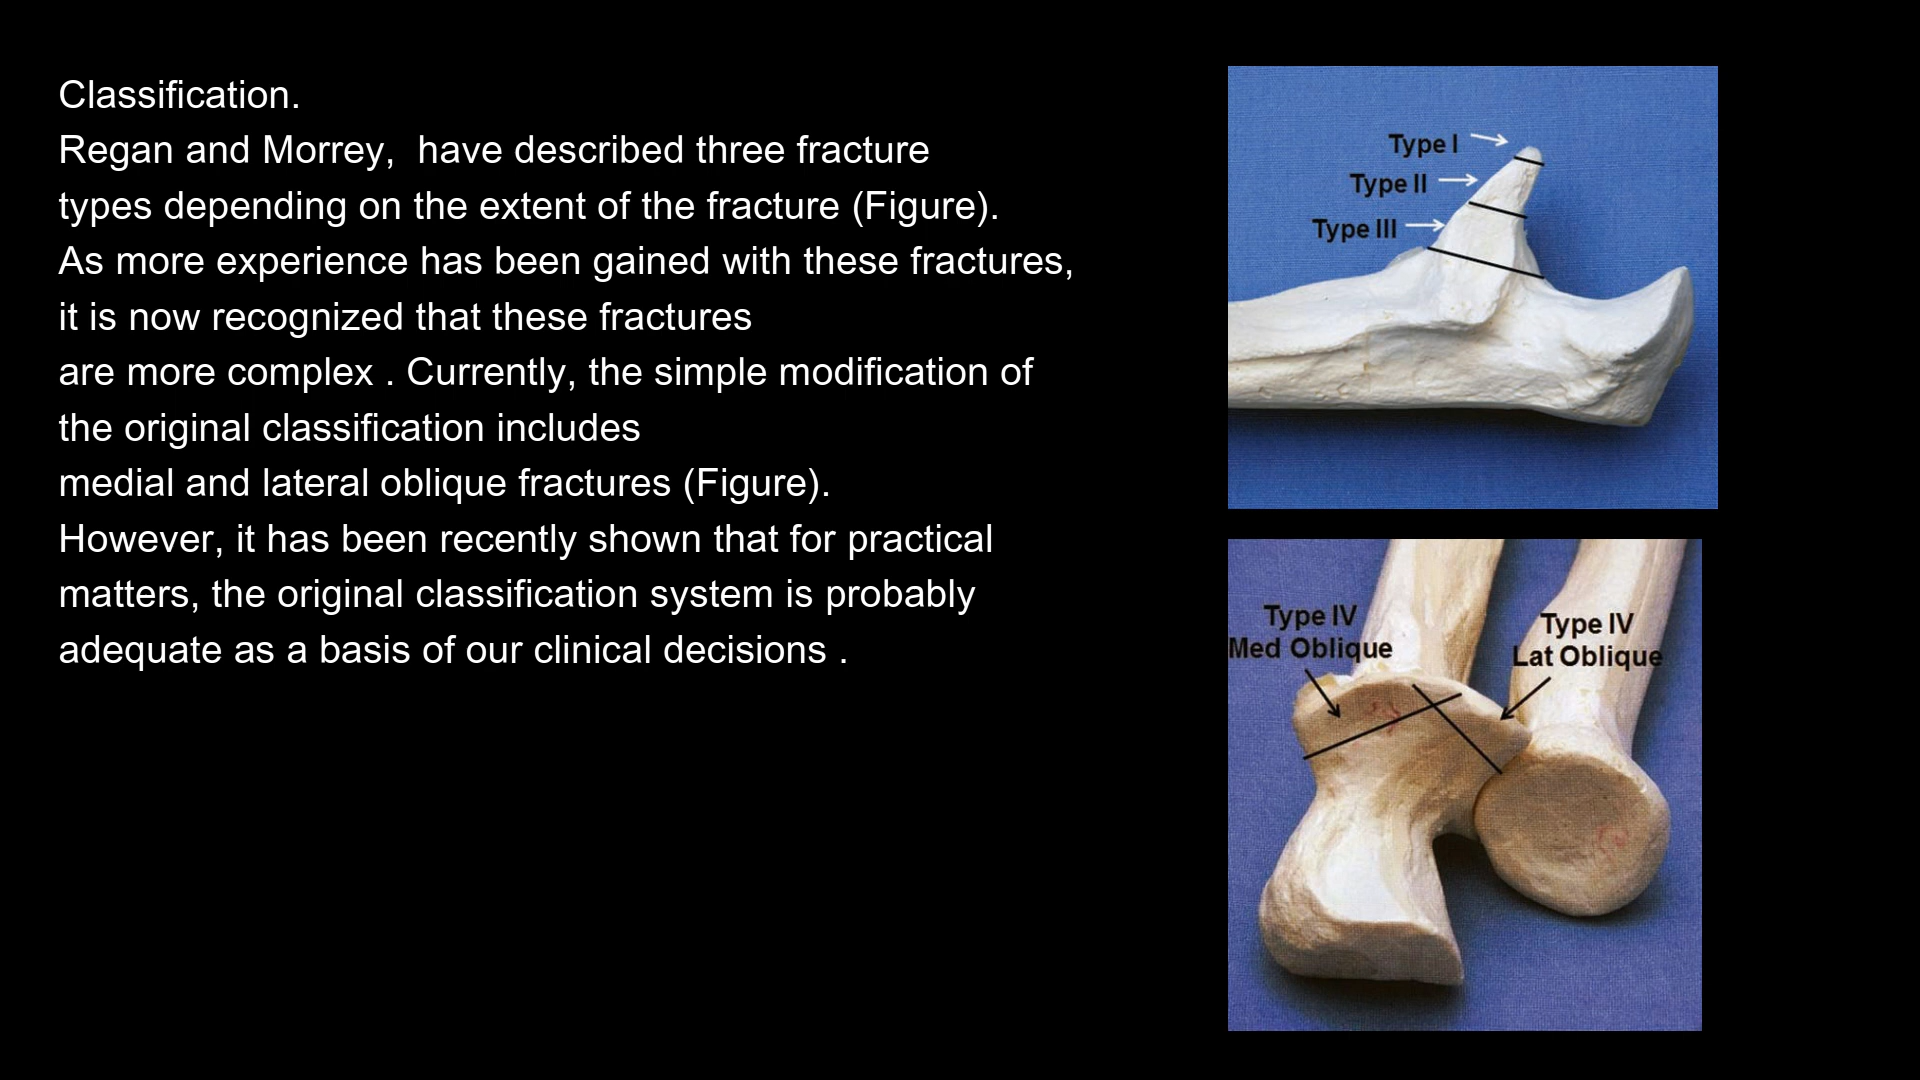 Classification.
Regan and Morrey,  have described three fracture
types depending on the extent of the fracture (Figure).
As more experience has been gained with these fractures,
it is now recognized that these fractures
are more complex . Currently, the simple modification of
the original classification includes
medial and lateral oblique fractures (Figure).
However, it has been recently shown that for practical
matters, the original classification system is probably
adequate as a basis of our clinical decisions .
Type I
Type II
Type III
Type IV
Med Oblique
Type IV
Lat Oblique